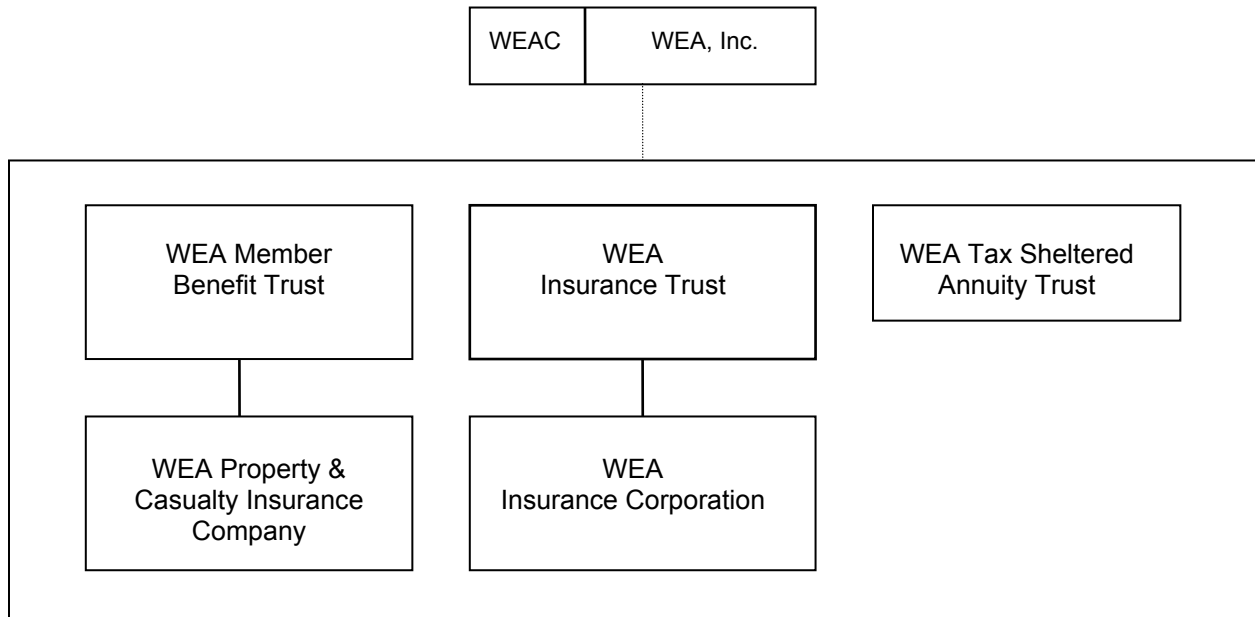 WEAC
WEA, Inc.
WEA Member
Benefit Trust
WEA
Insurance Trust
WEA Tax Sheltered
Annuity Trust
WEA Property &
Casualty Insurance
Company
WEA
Insurance Corporation